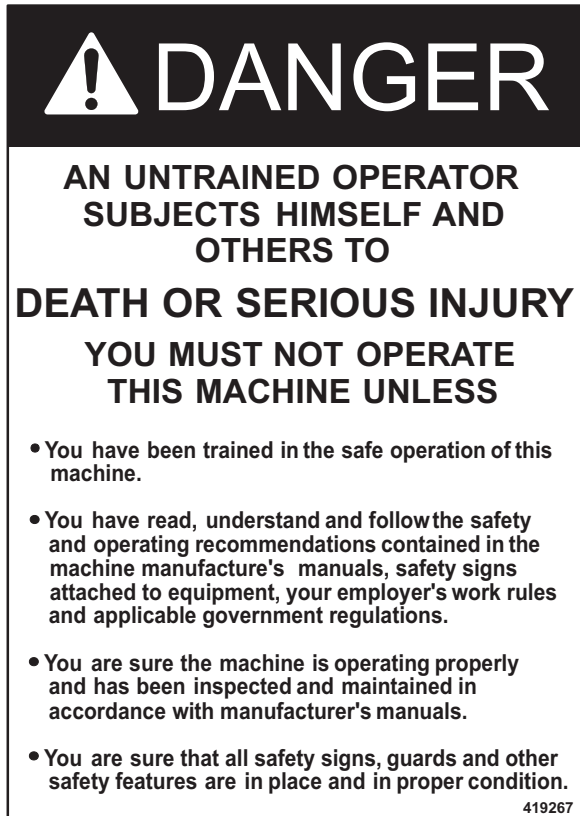 DANGER
AN UNTRAINED OPERATOR
SUBJECTS HIMSELF AND
OTHERS TO
DEATH OR SERIOUS INJURY
YOU MUST NOT OPERATE
THIS MACHINE UNLESS
• You have been trained in the safe operation of this
machine.
• You have read, understand and follow the safety
and operating recommendations contained in the
machine manufacture's manuals, safety signs
attached to equipment, your employer's work rules
and applicable government regulations.
• You are sure the machine is operating properly
and has been inspected and maintained in
accordance with manufacturer's manuals.
• You are sure that all safety signs, guards and other
safety features are in place and in proper condition.
419267